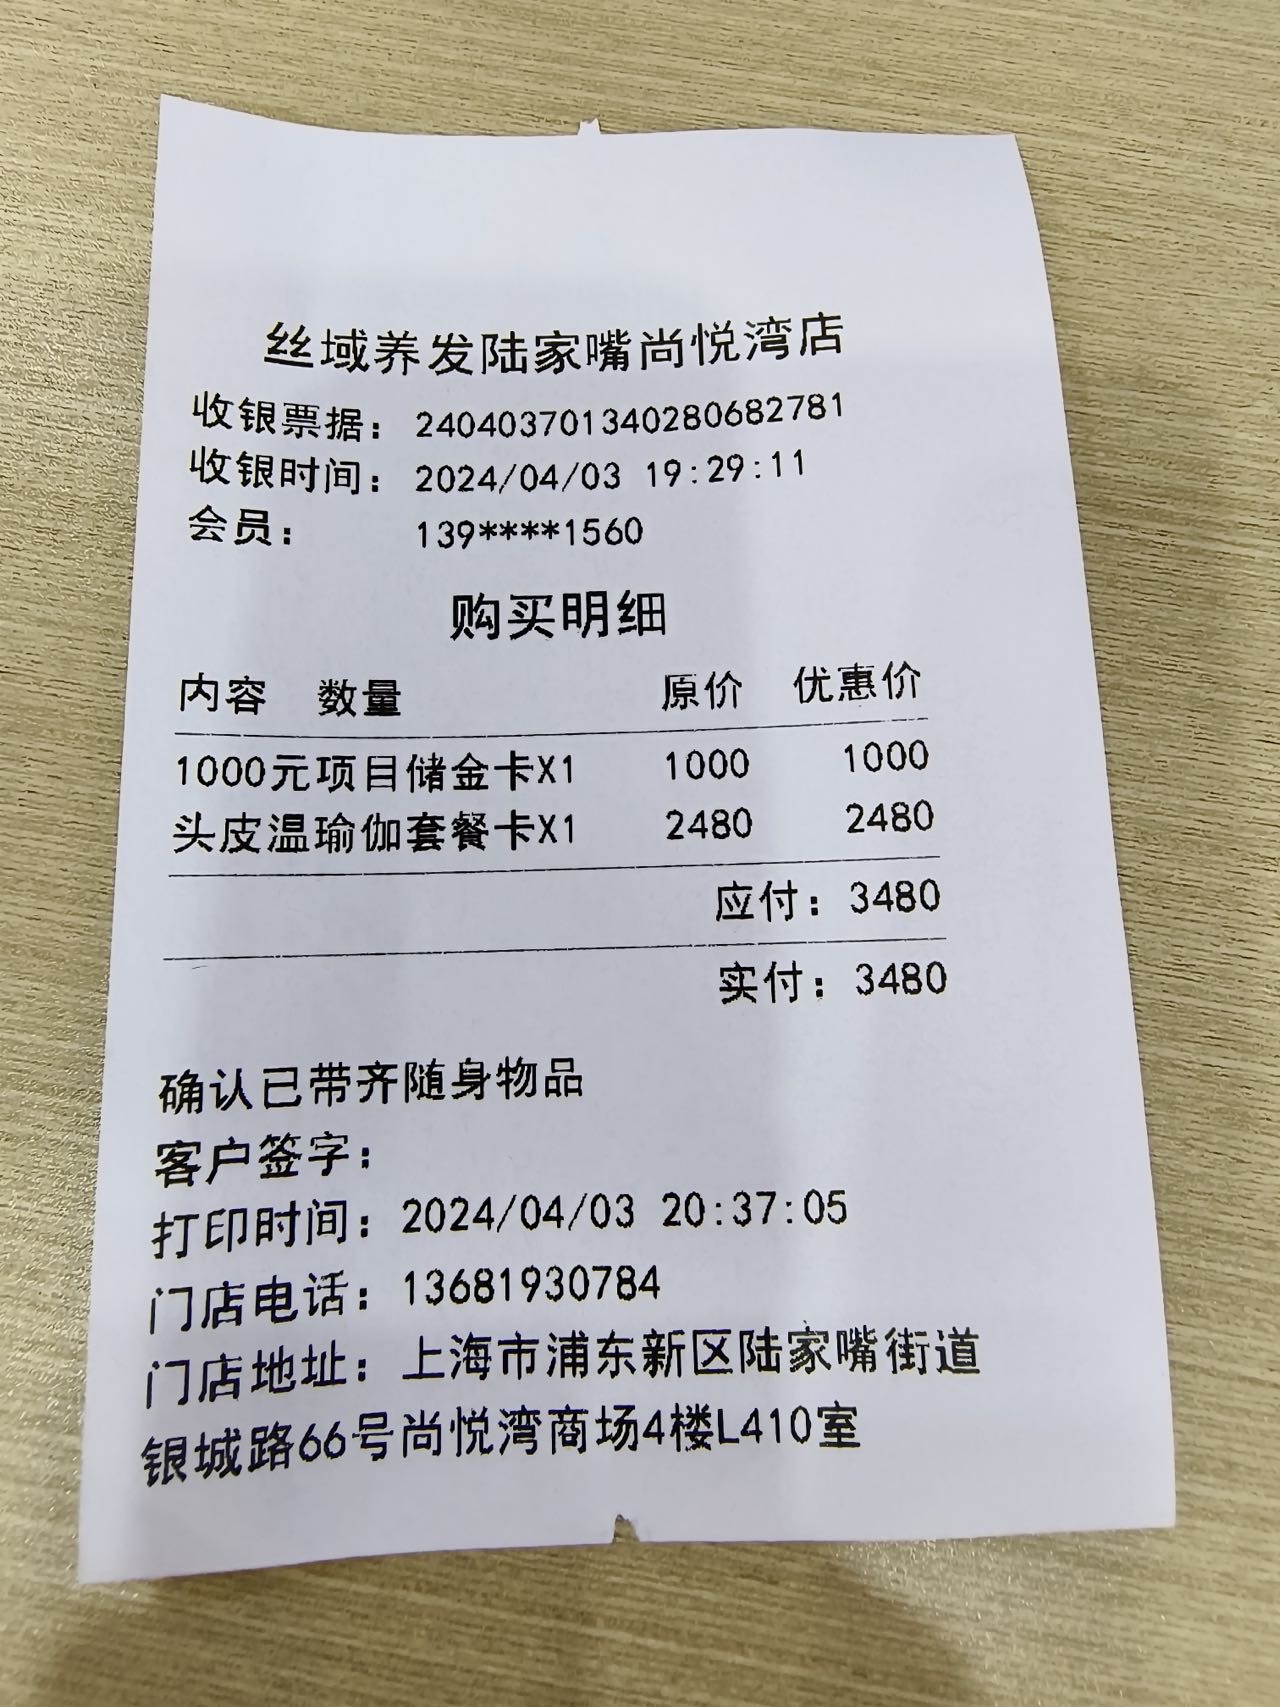 丝域养发陆家嘴尚悦湾店
收银票据：240403701340280682781
收银时间：2024/04/03 19:29:11
会员：139****1560
购买明细
内容 数量 原价 优惠价
1000元项目储金卡X1 1000 1000
头皮温瑜伽套餐卡X1 2480 2480
应付：3480
实付：3480
确认已带齐随身物品
客户签字：
打印时间：2024/04/03 20:37:05
门店电话：13681930784
门店地址：上海市浦东新区陆家嘴街道
银城路66号尚悦湾商场4楼L410室